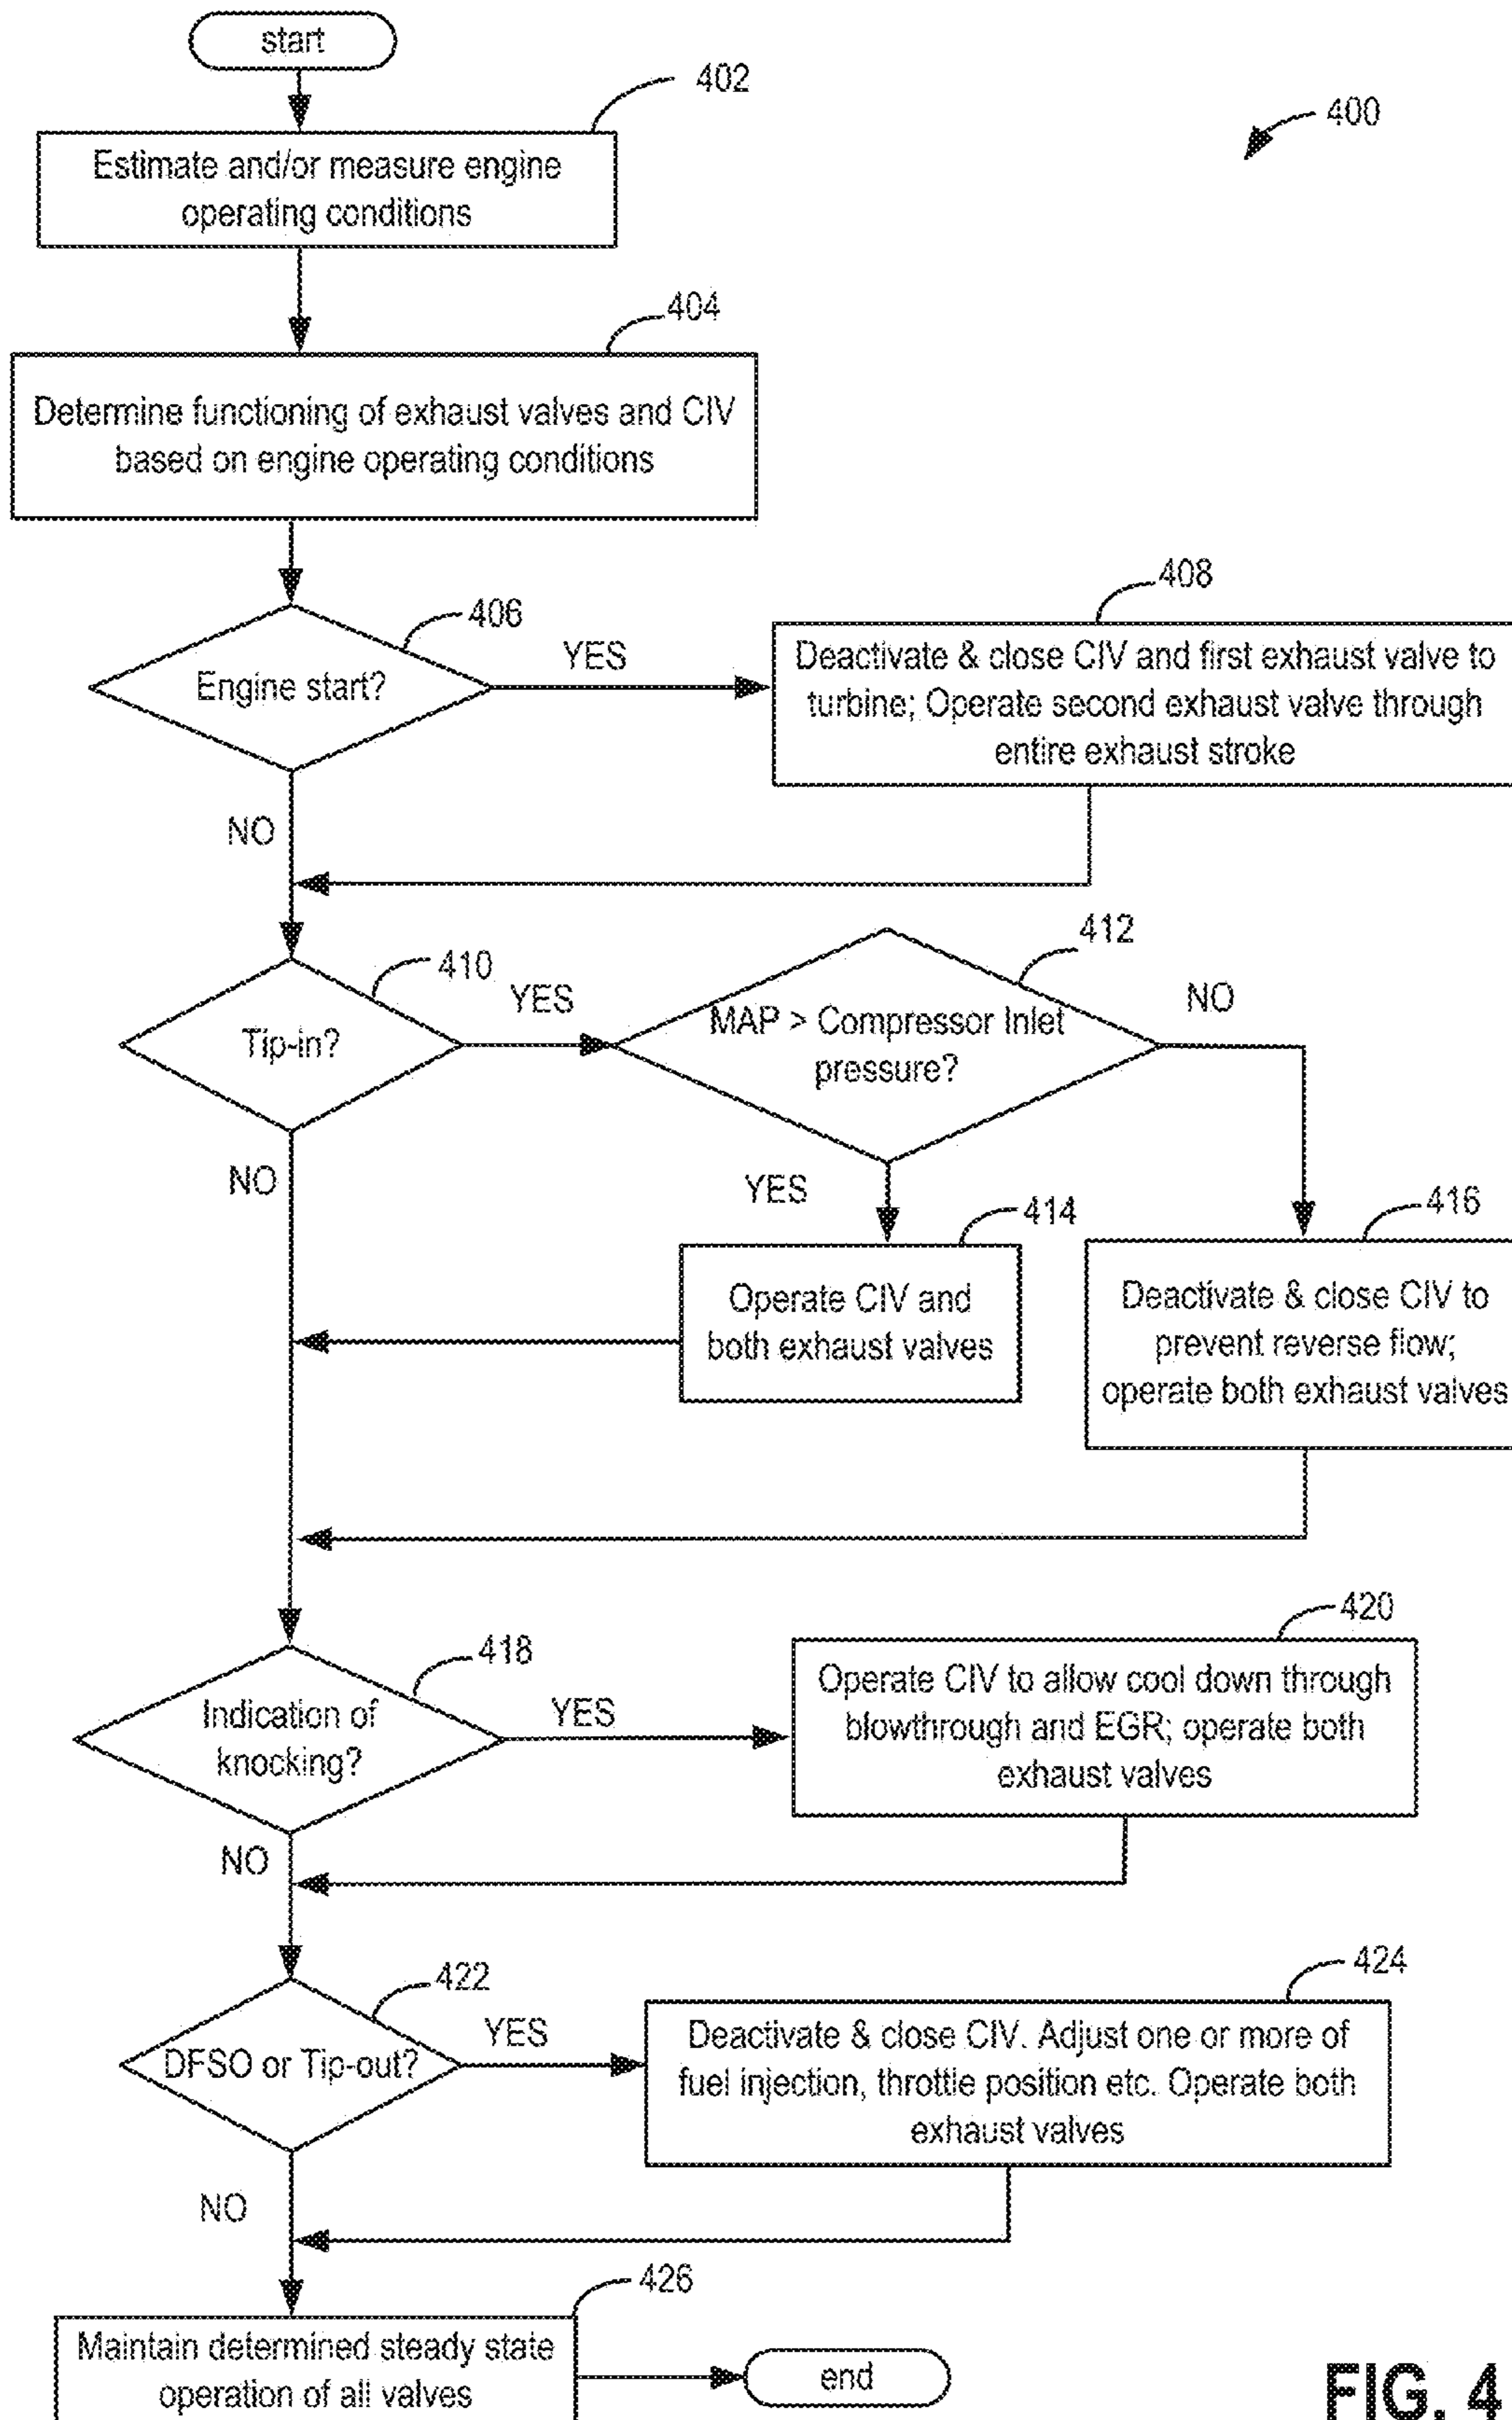 start
402
400
Estimate and/or measure engine
operating conditions
404
Determine functioning of exhaust valves and CIV
based on engine operating conditions
406
Engine start?
YES
408
Deactivate & close CIV and first exhaust valve to
turbine; Operate second exhaust valve through
entire exhaust stroke
NO
410
Tip-in?
YES
412
MAP > Compressor Inlet
pressure?
NO
NO
YES
414
Operate CIV and
both exhaust valves
416
Deactivate & close CIV to
prevent reverse flow;
operate both exhaust valves
418
Indication of
knocking?
YES
420
Operate CIV to allow cool down through
blowthrough and EGR; operate both
exhaust valves
NO
422
DFSO or Tip-out?
YES
424
Deactivate & close CIV. Adjust one or more of
fuel injection, throttle position etc. Operate both
exhaust valves
NO
426
Maintain determined steady state
operation of all valves
end
FIG. 4